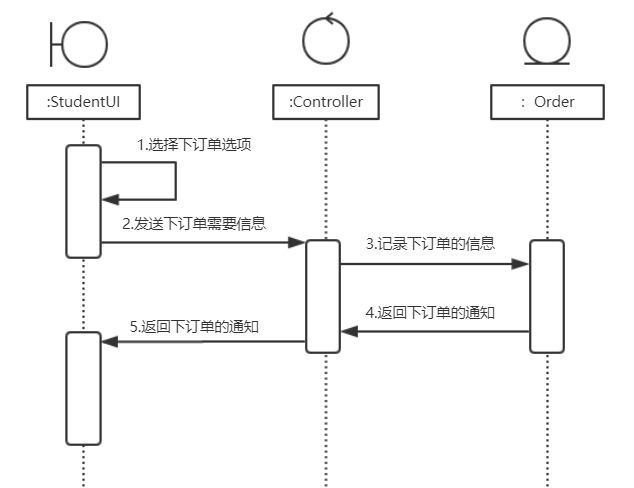 :StudentUI
:Controller
: Order
1.选择下订单选项
2.发送下订单需要信息
3.记录下订单的信息
4.返回下订单的通知
5.返回下订单的通知